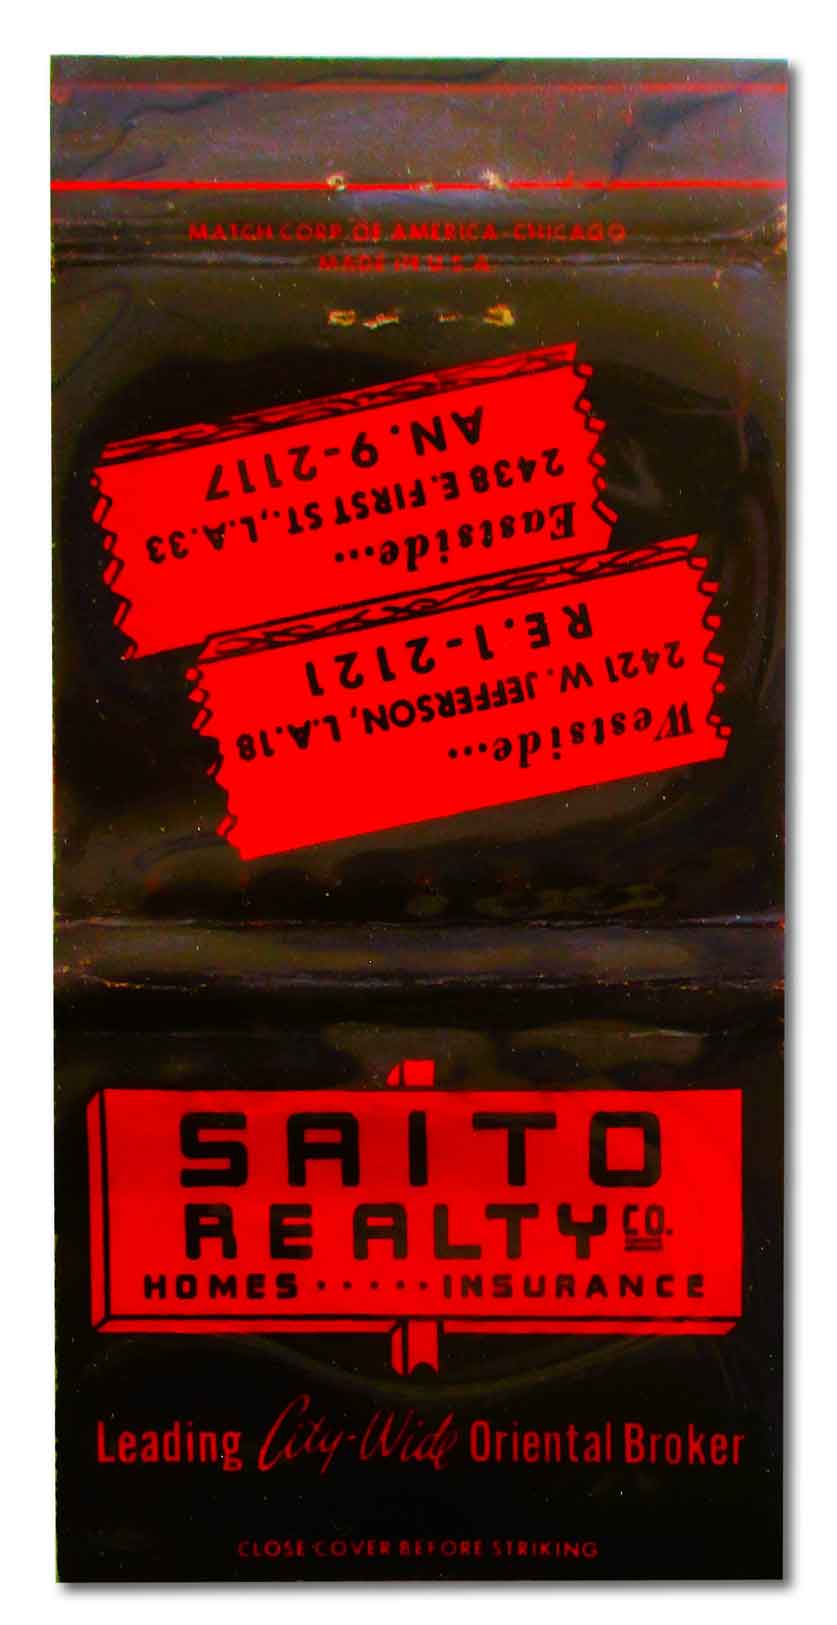 MATCH CORP. OF AMERICA - CHICAGO
MADE IN U.S.A.
Westside...
2421 W. JEFFERSON, L.A. 18
RE. 1-2121
Eastside...
2438 E. FIRST ST., L.A. 33
AN. 9-2117
SAITO
REALTY CO.
HOMES ····· INSURANCE
Leading City-Wide Oriental Broker
CLOSE COVER BEFORE STRIKING